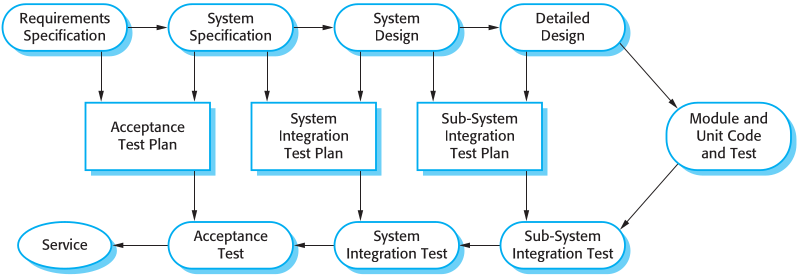 Requirements
Specification
System
Specification
System
Design
Detailed
Design
Acceptance
Test Plan
System
Integration
Test Plan
Sub-System
Integration
Test Plan
Module and
Unit Code
and Test
Service
Acceptance
Test
System
Integration Test
Sub-System
Integration Test